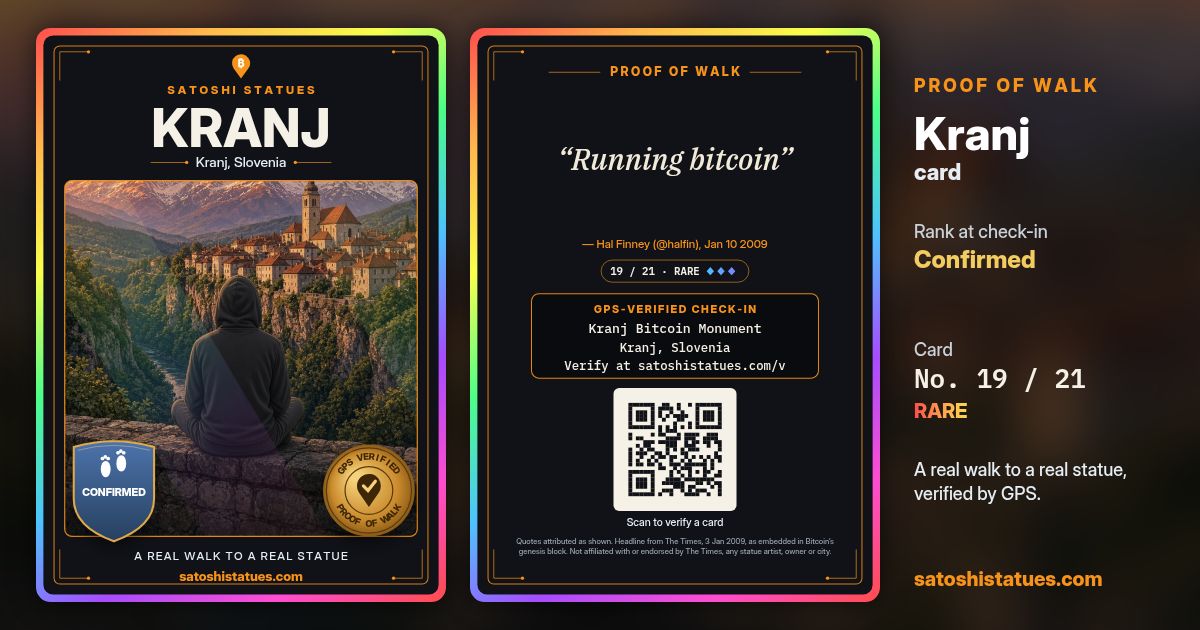 SATOSHI STATUES
KRANJ
Kranj, Slovenia
CONFIRMED
GPS VERIFIED
PROOF OF WALK
A REAL WALK TO A REAL STATUE
satoshistatues.com
PROOF OF WALK
“Running bitcoin”
— Hal Finney (@halfin), Jan 10 2009
19 / 21 · RARE
GPS-VERIFIED CHECK-IN
Kranj Bitcoin Monument
Kranj, Slovenia
Verify at satoshistatues.com/v
Scan to verify a card
Quotes attributed as shown. Headline from The Times, 3 Jan 2009, as embedded in Bitcoin's
genesis block. Not affiliated with or endorsed by The Times, any statue artist, owner or city.
PROOF OF WALK
Kranj
card
Rank at check-in
Confirmed
Card
No. 19 / 21
RARE
A real walk to a real statue,
verified by GPS.
satoshistatues.com